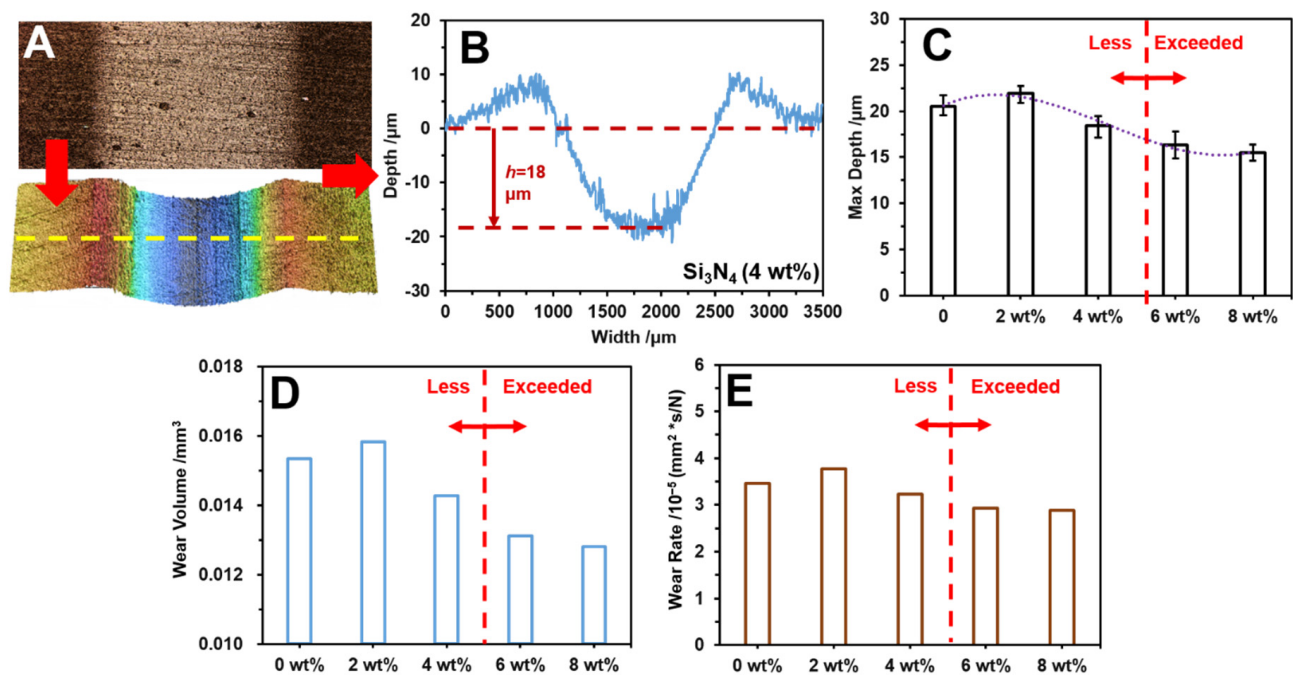 A
B
Depth /µm
20
10
0
-10
-20
-30
h=18
µm
Si₃N₄ (4 wt%)
0 500 1000 1500 2000 2500 3000 3500
Width /µm
C
Less Exceeded
Max Depth /µm
30
25
20
15
10
5
0
0 2 wt% 4 wt% 6 wt% 8 wt%
D
Less Exceeded
Wear Volume /mm³
0.018
0.016
0.014
0.012
0.010
0 wt% 2 wt% 4 wt% 6 wt% 8 wt%
E
Less Exceeded
Wear Rate /10⁻⁵ (mm² *s/N)
6
5
4
3
2
1
0
0 wt% 2 wt% 4 wt% 6 wt% 8 wt%